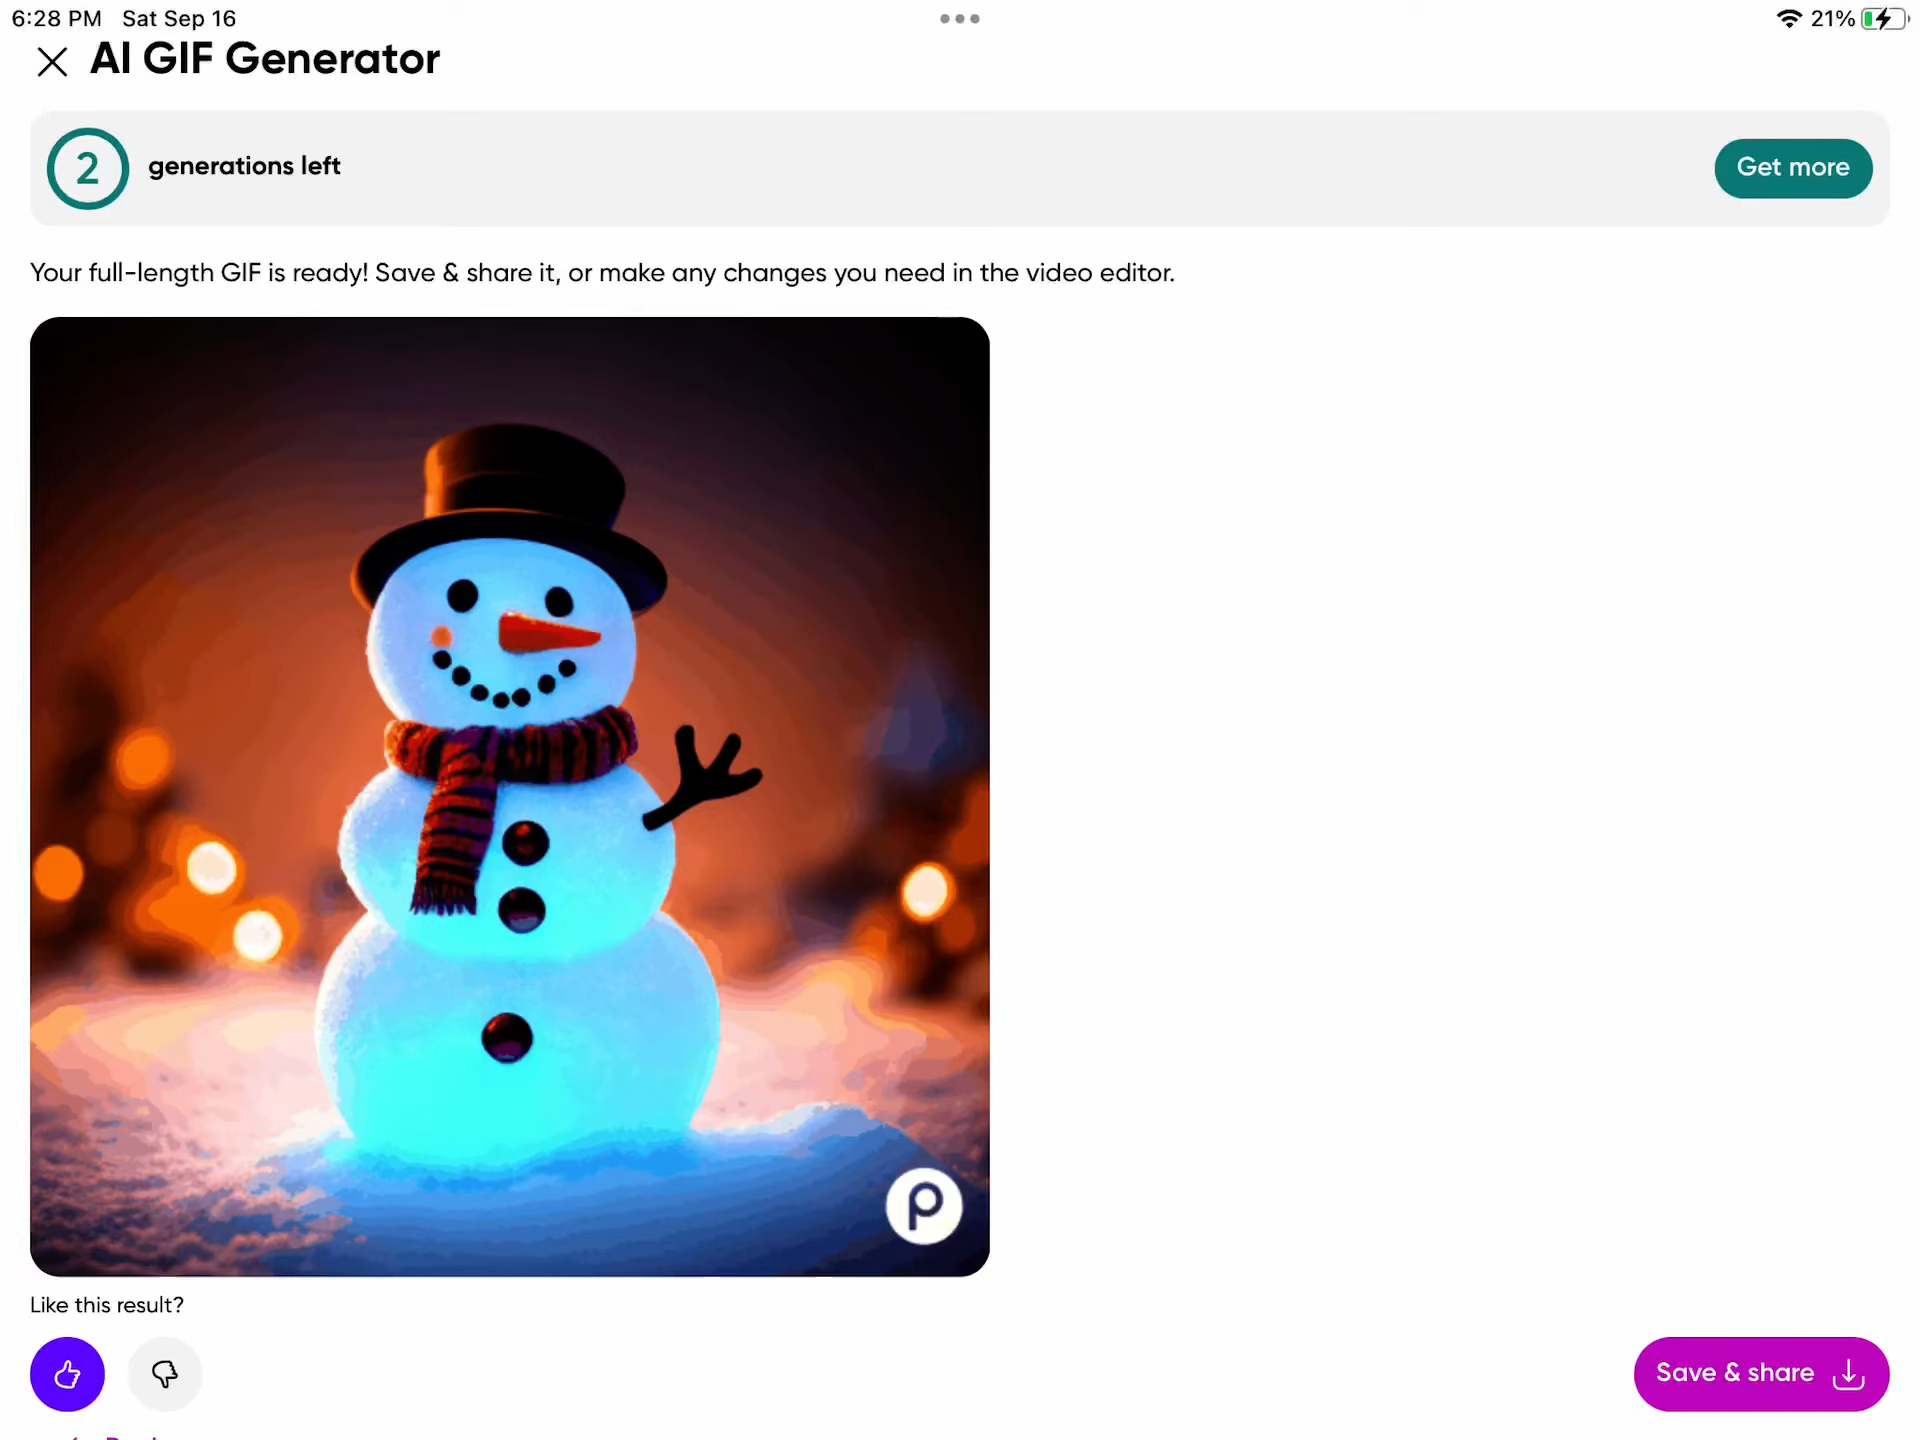 6:28 PM Sat Sep 16
21%
AI GIF Generator
2 generations left
Get more
Your full-length GIF is ready! Save & share it, or make any changes you need in the video editor.
Like this result?
Save & share